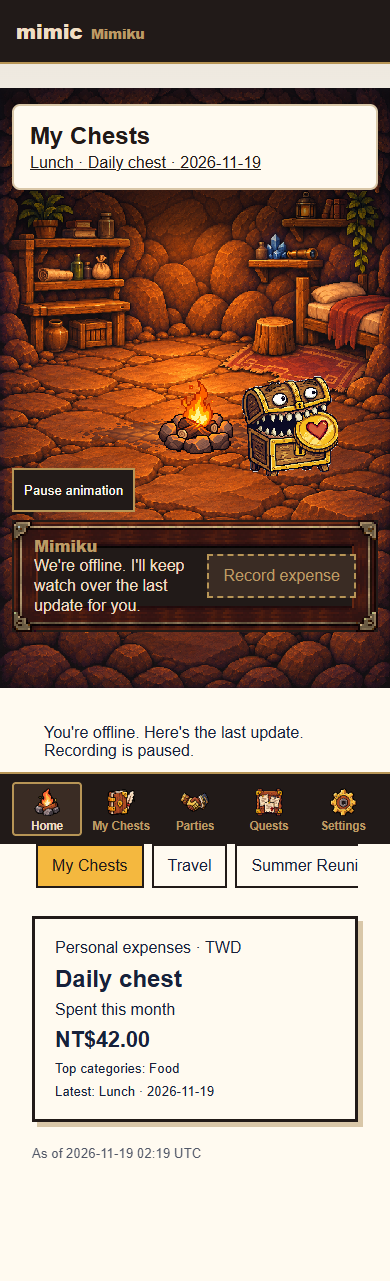 mimic Mimiku
My Chests
Lunch · Daily chest · 2026-11-19
Pause animation
Mimiku
We're offline. I'll keep
watch over the last
update for you.
Record expense
You're offline. Here's the last update.
Recording is paused.
Home
My Chests
Parties
Quests
Settings
My Chests
Travel
Summer Reuni
Personal expenses · TWD
Daily chest
Spent this month
NT$42.00
Top categories: Food
Latest: Lunch · 2026-11-19
As of 2026-11-19 02:19 UTC